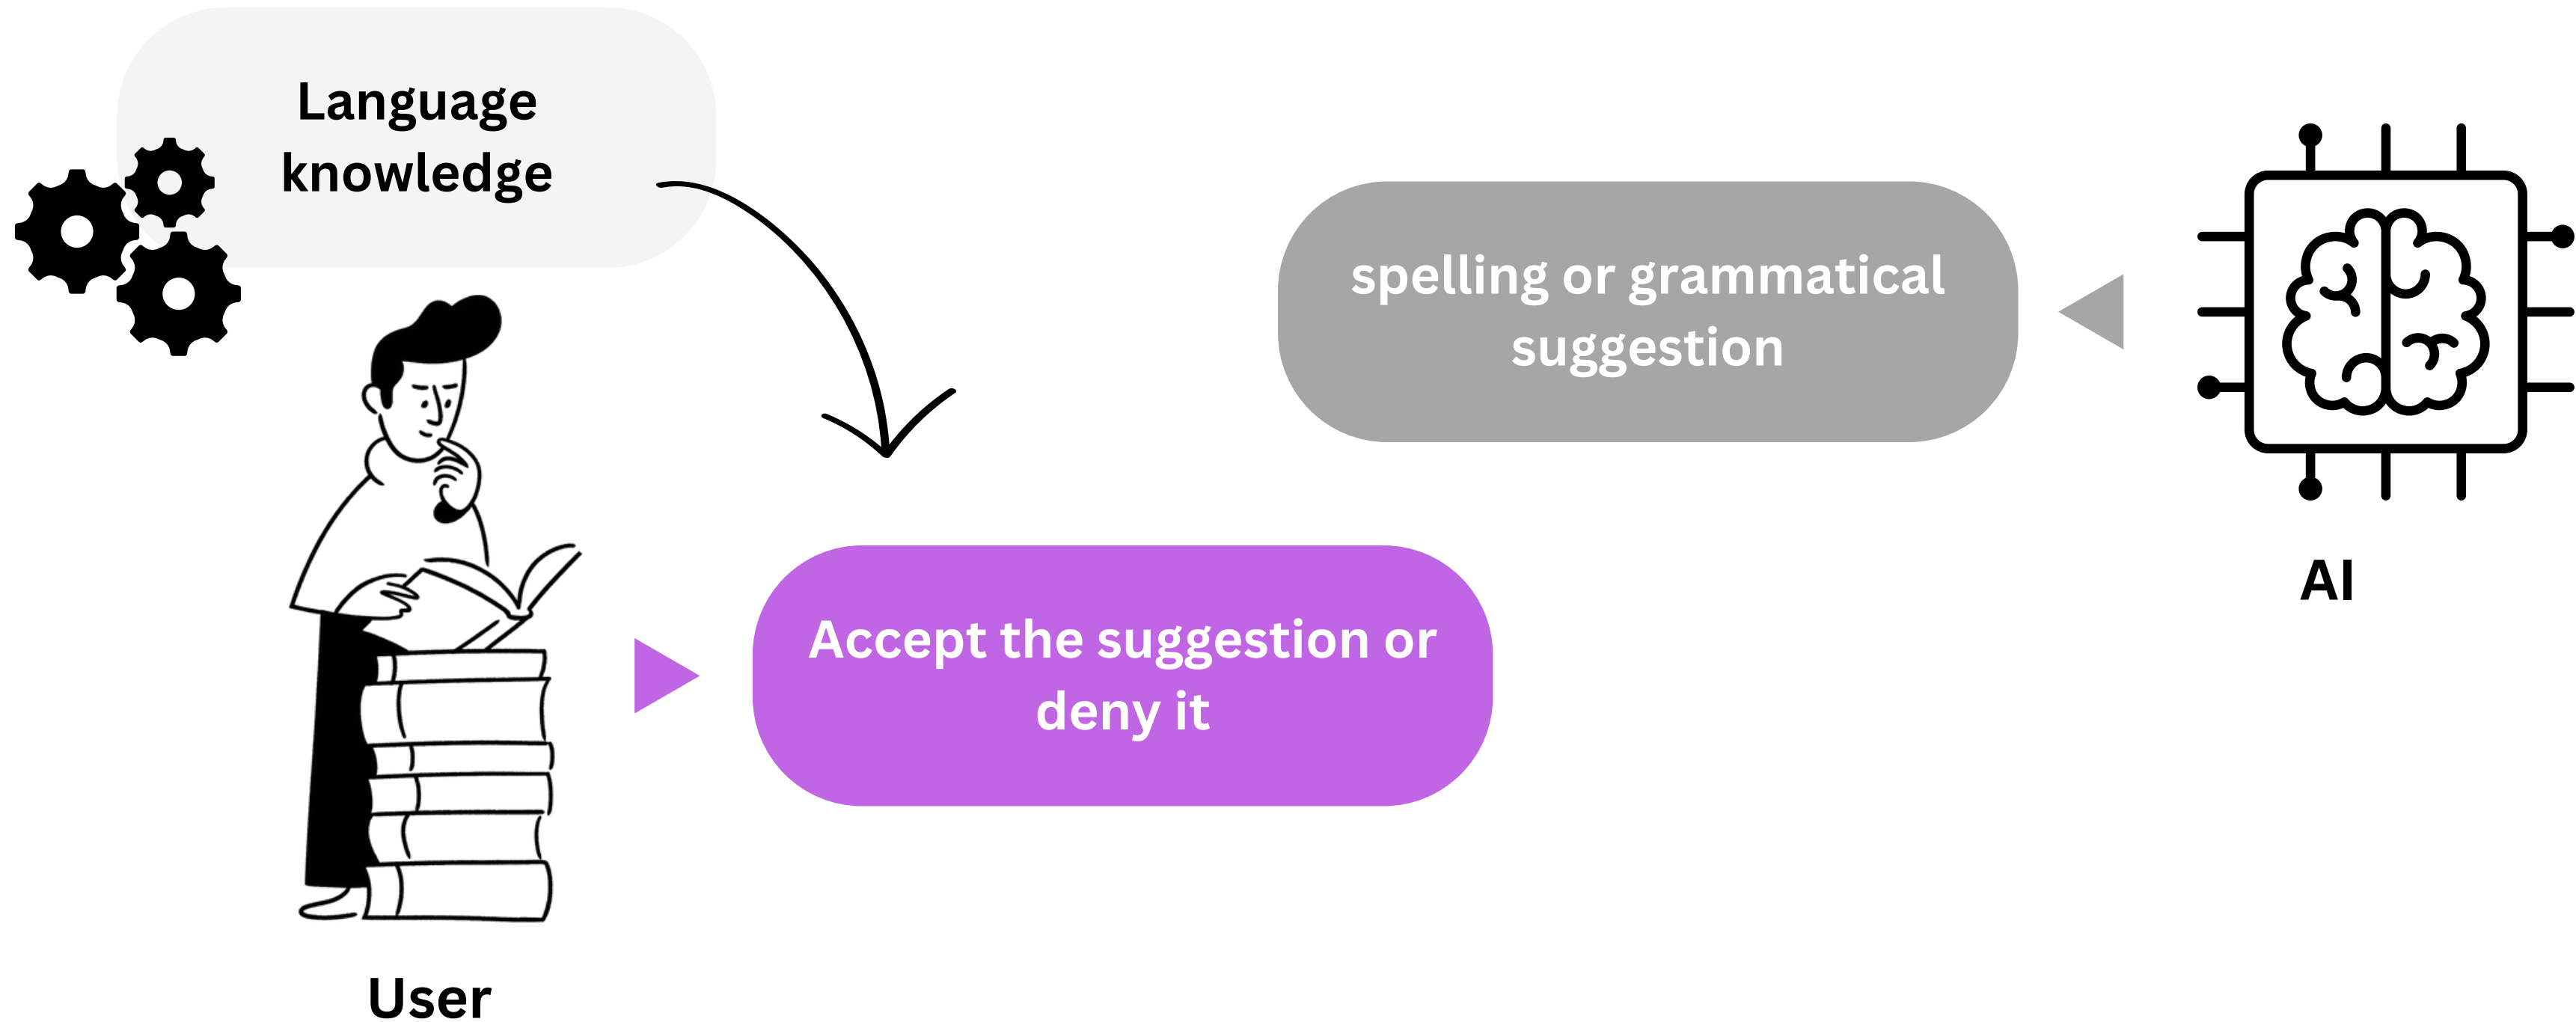 Language
knowledge
spelling or grammatical
suggestion
AI
Accept the suggestion or
deny it
User